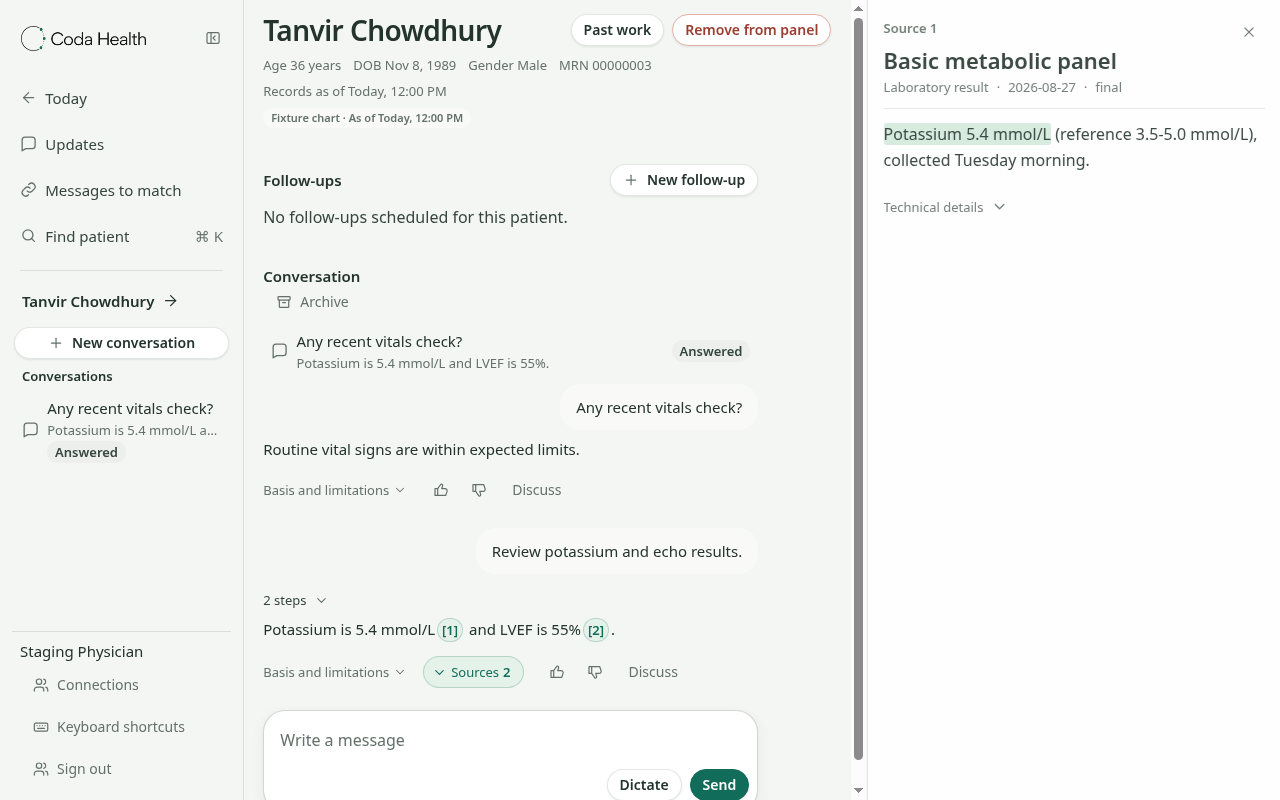 Coda Health
Today
Updates
Messages to match
Find patient ⌘ K
Tanvir Chowdhury
New conversation
Conversations
Any recent vitals check?
Potassium is 5.4 mmol/L a...
Answered
Staging Physician
Connections
Keyboard shortcuts
Sign out
Tanvir Chowdhury
Past work
Remove from panel
Age 36 years DOB Nov 8, 1989 Gender Male MRN 00000003
Records as of Today, 12:00 PM
Fixture chart · As of Today, 12:00 PM
Follow-ups
New follow-up
No follow-ups scheduled for this patient.
Conversation
Archive
Any recent vitals check?
Potassium is 5.4 mmol/L and LVEF is 55%.
Answered
Any recent vitals check?
Routine vital signs are within expected limits.
Basis and limitations Discuss
Review potassium and echo results.
2 steps
Potassium is 5.4 mmol/L [1] and LVEF is 55% [2].
Basis and limitations Sources 2 Discuss
Write a message
Dictate Send
Source 1
Basic metabolic panel
Laboratory result · 2026-08-27 · final
Potassium 5.4 mmol/L (reference 3.5-5.0 mmol/L),
collected Tuesday morning.
Technical details